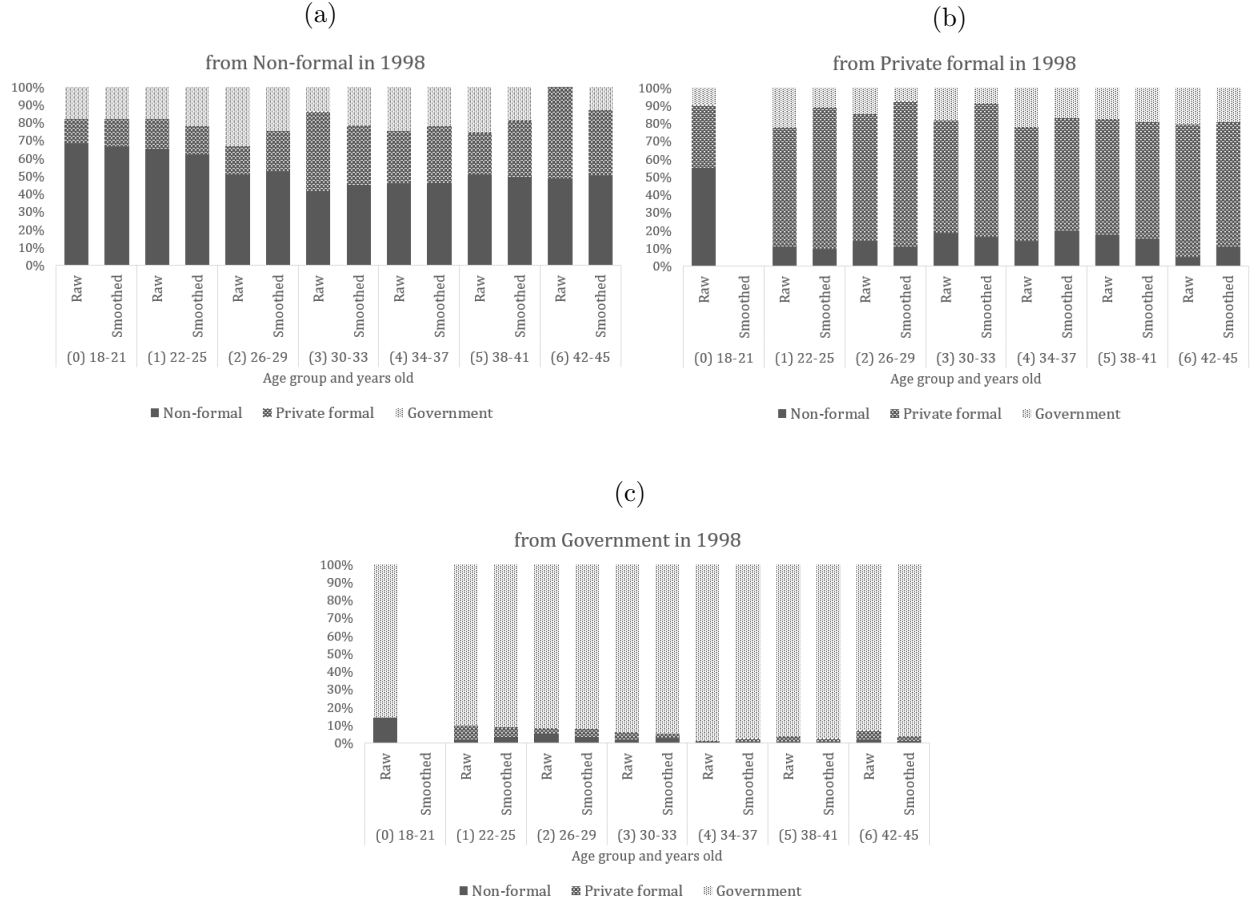 (a)
from Non-formal in 1998
100%
90%
80%
70%
60%
50%
40%
30%
20%
10%
0%
Raw Smoothed Raw Smoothed Raw Smoothed Raw Smoothed Raw Smoothed Raw Smoothed Raw Smoothed
(0) 18-21 (1) 22-25 (2) 26-29 (3) 30-33 (4) 34-37 (5) 38-41 (6) 42-45
Age group and years old
Non-formal Private formal Government
(b)
from Private formal in 1998
100%
90%
80%
70%
60%
50%
40%
30%
20%
10%
0%
Raw Smoothed Raw Smoothed Raw Smoothed Raw Smoothed Raw Smoothed Raw Smoothed Raw Smoothed
(0) 18-21 (1) 22-25 (2) 26-29 (3) 30-33 (4) 34-37 (5) 38-41 (6) 42-45
Age group and years old
Non-formal Private formal Government
(c)
from Government in 1998
100%
90%
80%
70%
60%
50%
40%
30%
20%
10%
0%
Raw Smoothed Raw Smoothed Raw Smoothed Raw Smoothed Raw Smoothed Raw Smoothed Raw Smoothed
(0) 18-21 (1) 22-25 (2) 26-29 (3) 30-33 (4) 34-37 (5) 38-41 (6) 42-45
Age group and years old
Non-formal Private formal Government